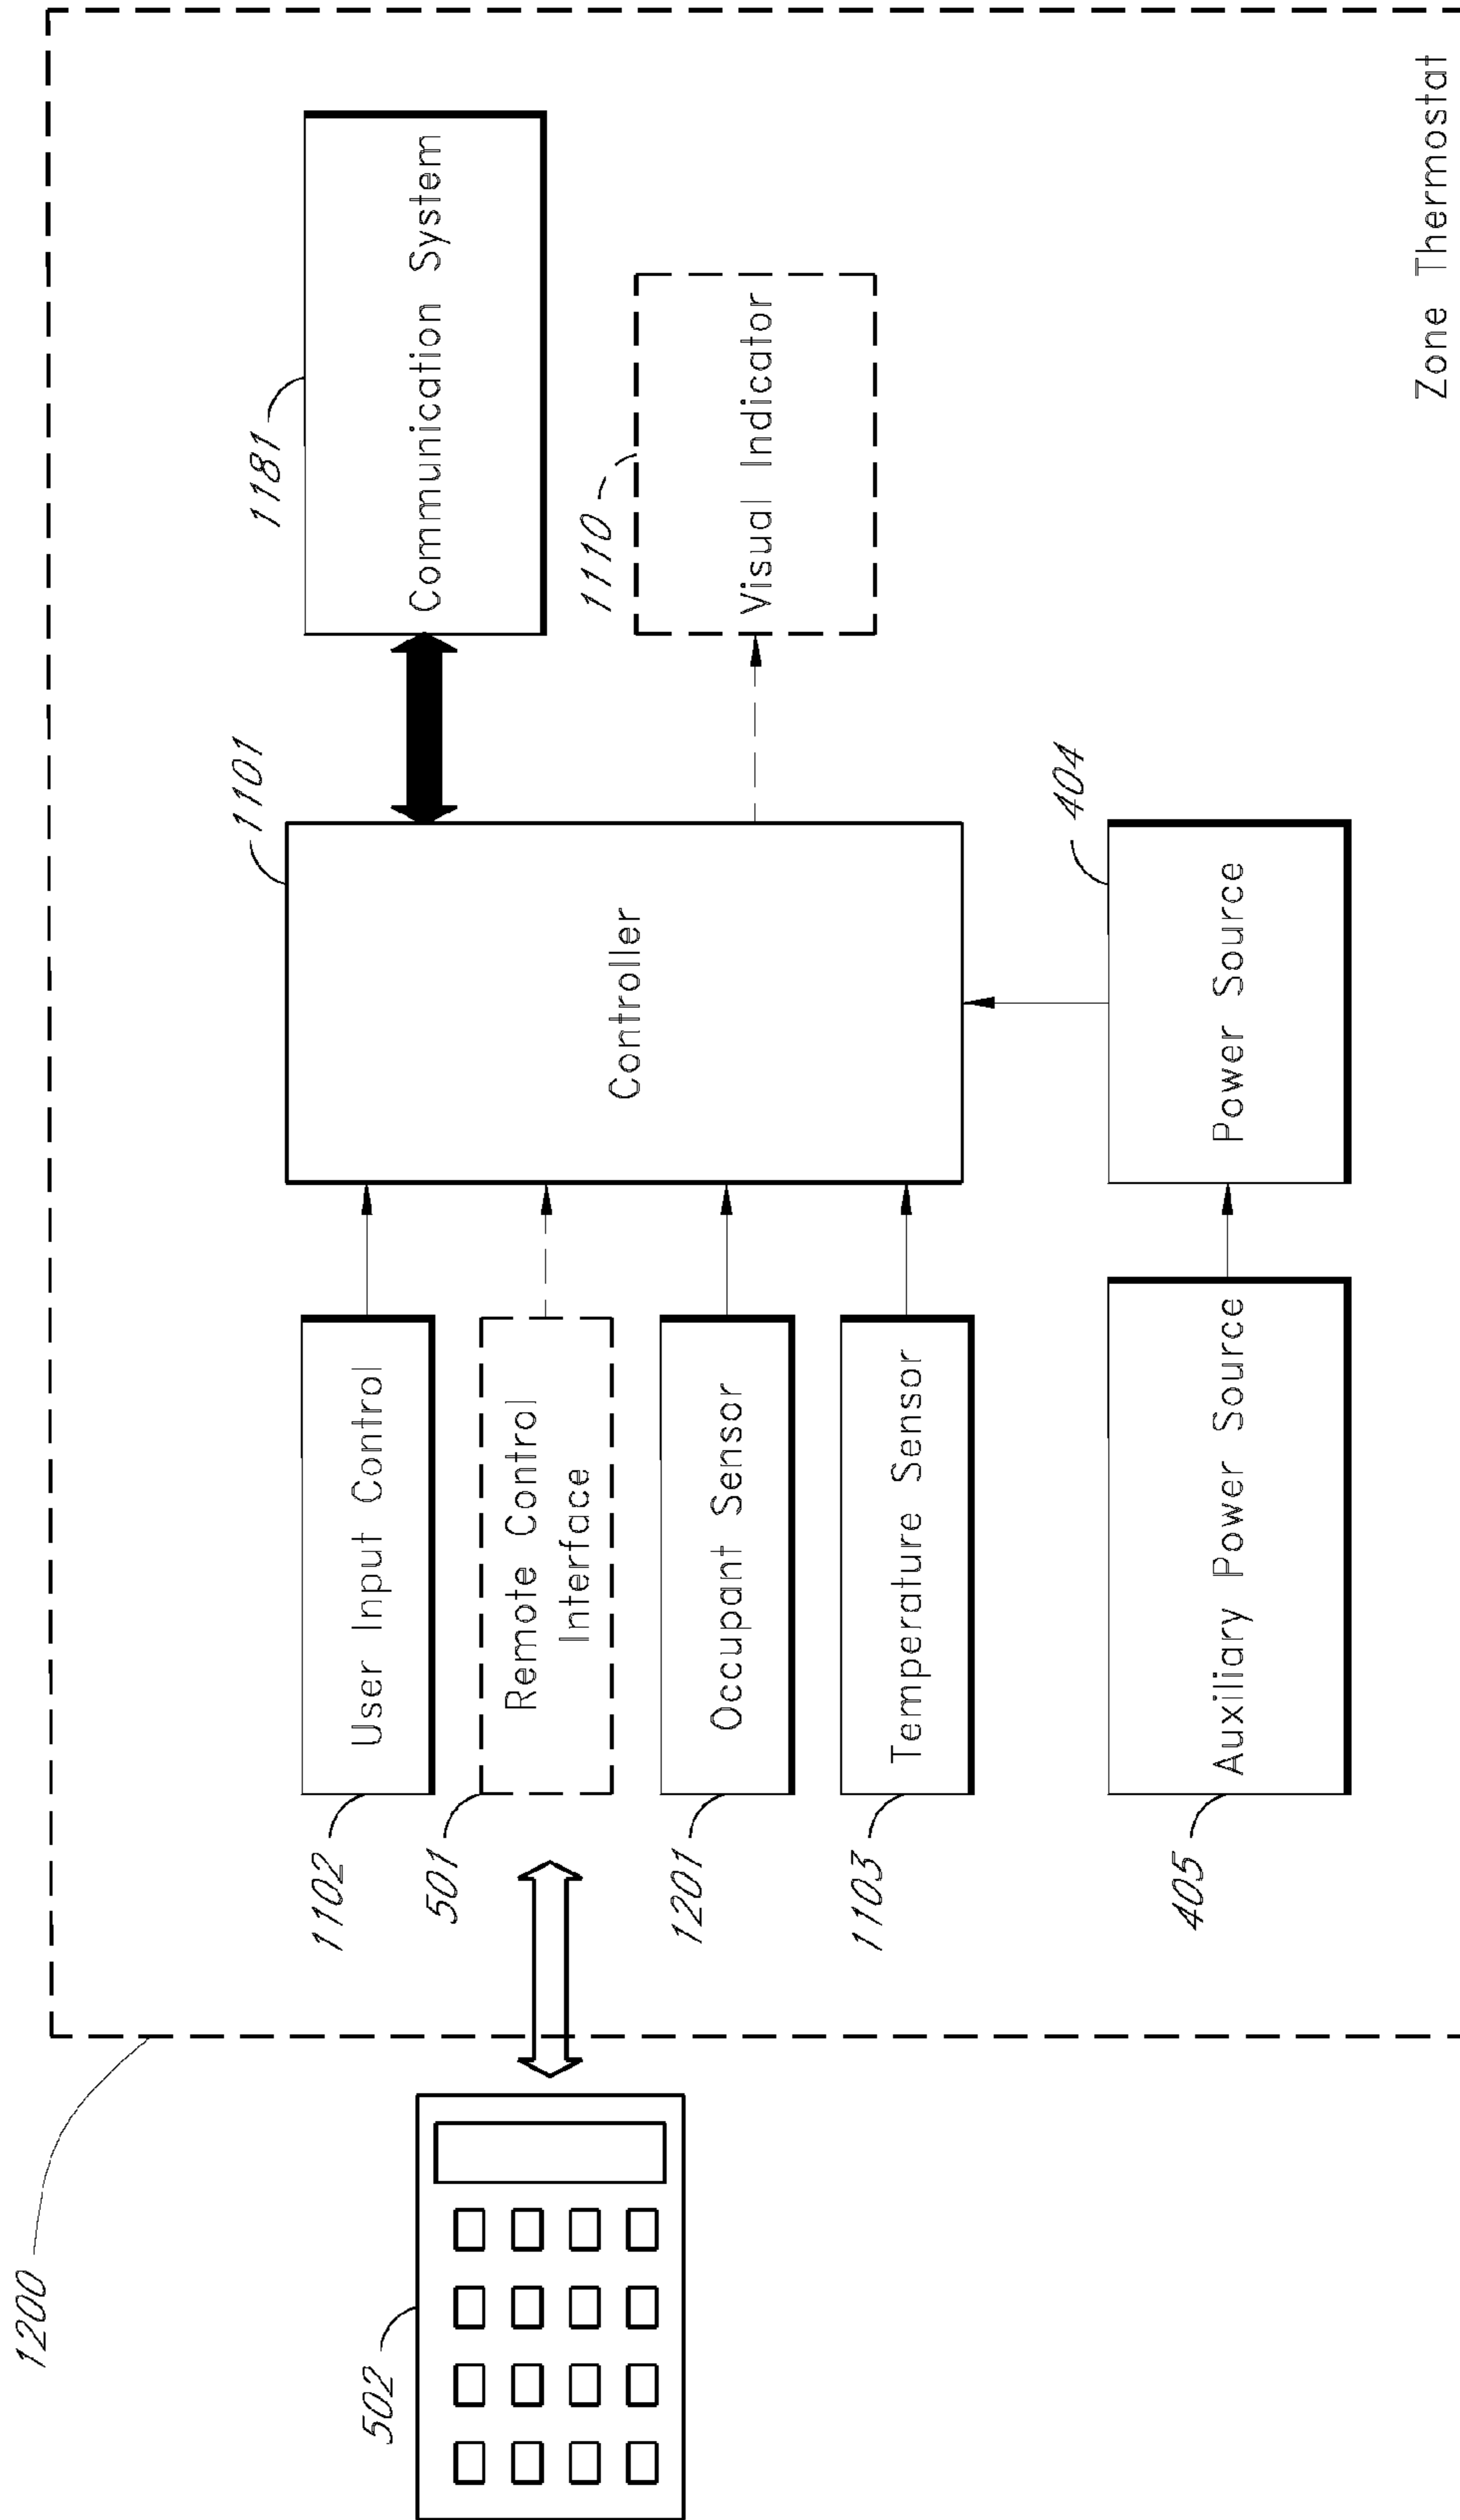 1200
502
1102
User Input Control
501
Remote Control
Interface
1201
Occupant Sensor
1103
Temperature Sensor
405
Auxiliary Power Source
1101
Controller
404
Power Source
1181
Communication System
1110
Visual Indicator
Zone Thermostat